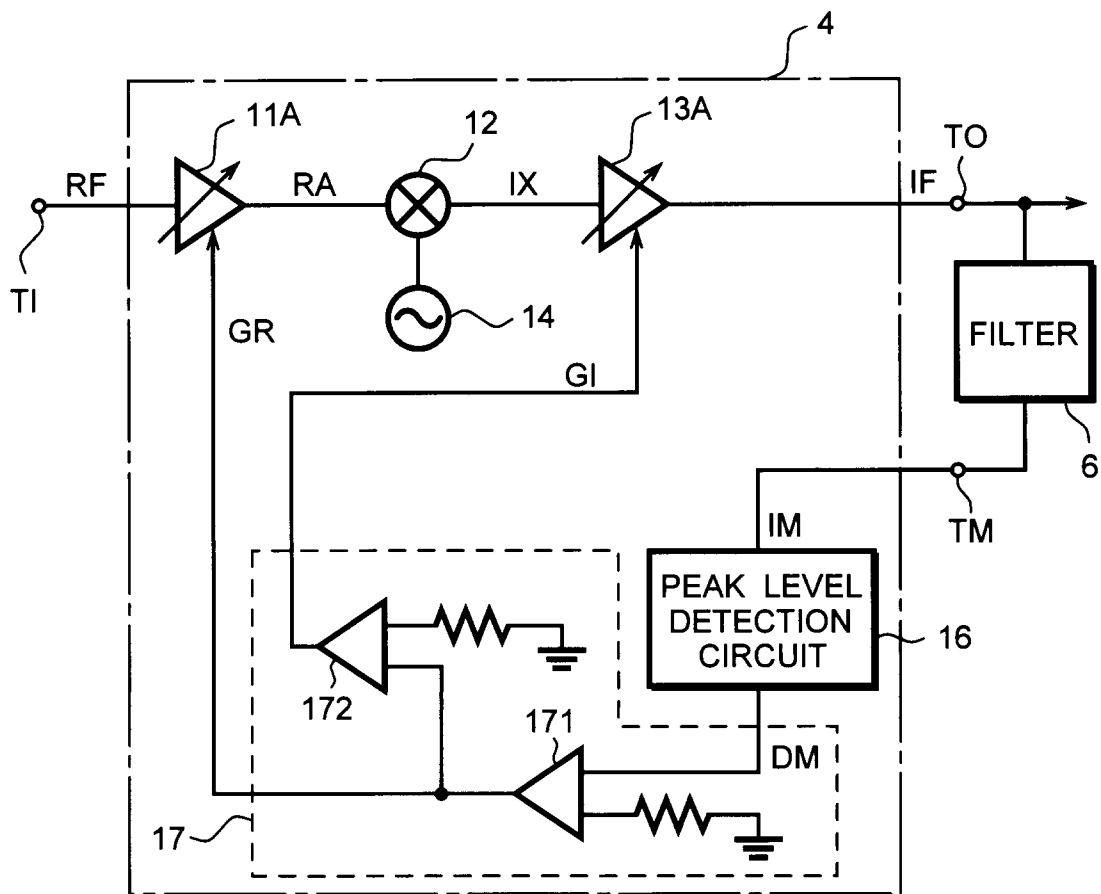 4
11A
12
13A
TO
RF
RA
IX
IF
TI
14
GR
GI
FILTER
6
TM
IM
PEAK LEVEL
DETECTION
CIRCUIT
16
172
171
DM
17